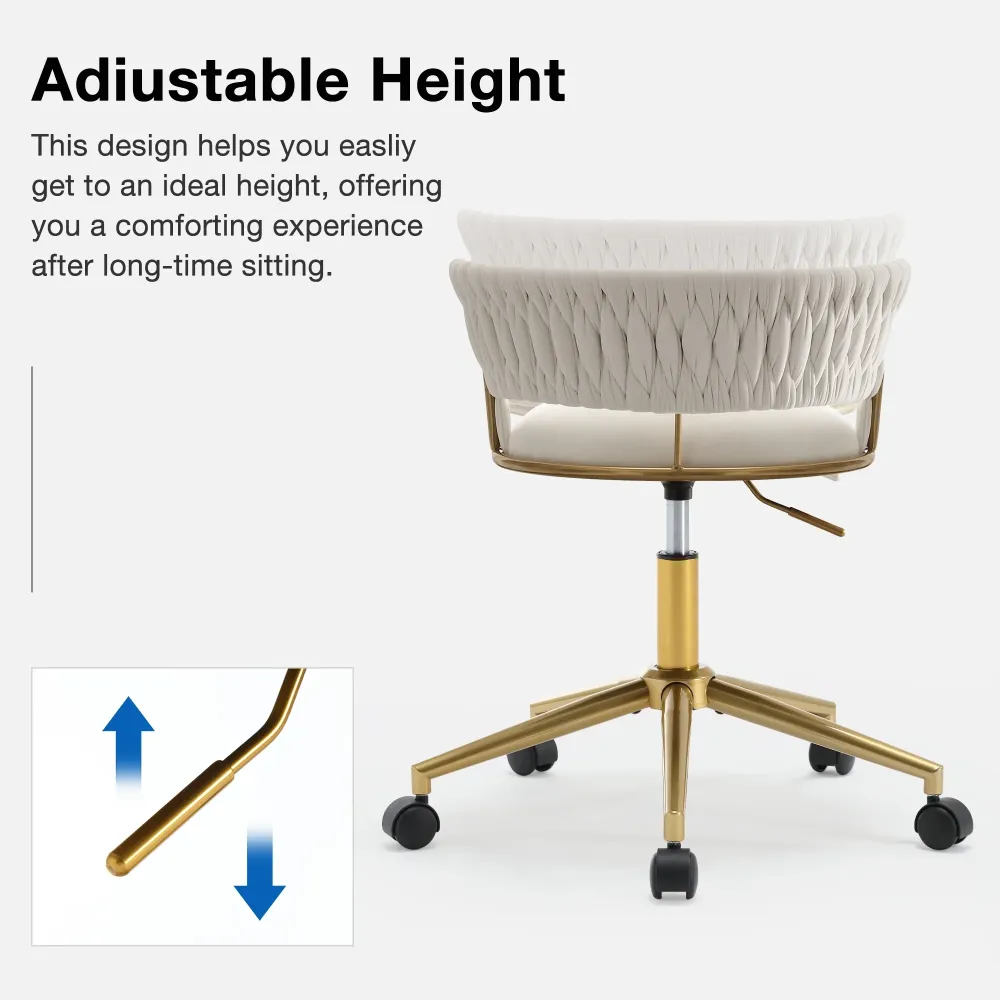 Adiustable Height
This design helps you easliy
get to an ideal height, offering
you a comforting experience
after long-time sitting.